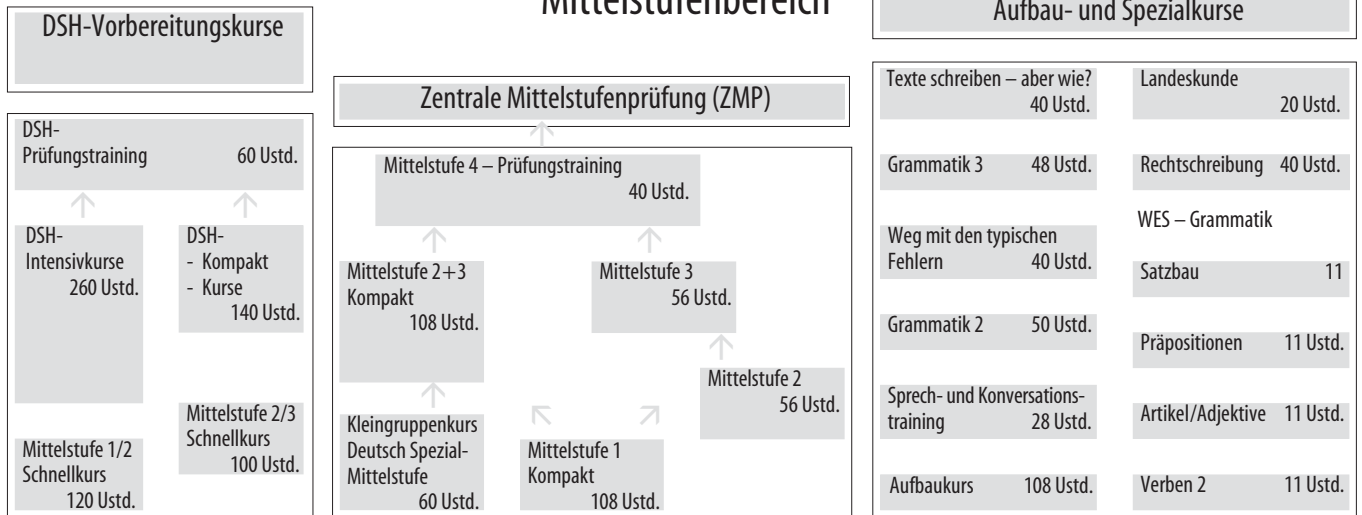 Mittelstufenbereich
DSH-Vorbereitungskurse
DSH-
Prüfungstraining 60 Ustd.
DSH-
Intensivkurse
260 Ustd.
DSH-
- Kompakt
- Kurse
140 Ustd.
Mittelstufe 2/3
Schnellkurs
100 Ustd.
Mittelstufe 1/2
Schnellkurs
120 Ustd.
Zentrale Mittelstufenprüfung (ZMP)
Mittelstufe 4 – Prüfungstraining
40 Ustd.
Mittelstufe 2+3
Kompakt
108 Ustd.
Mittelstufe 3
56 Ustd.
Mittelstufe 2
56 Ustd.
Kleingruppenkurs
Deutsch Spezial-
Mittelstufe
60 Ustd.
Mittelstufe 1
Kompakt
108 Ustd.
Aufbau- und Spezialkurse
Texte schreiben – aber wie?
40 Ustd.
Grammatik 3 48 Ustd.
Weg mit den typischen
Fehlern 40 Ustd.
Grammatik 2 50 Ustd.
Sprech- und Konversations-
training 28 Ustd.
Aufbaukurs 108 Ustd.
Landeskunde
20 Ustd.
Rechtschreibung 40 Ustd.
WES – Grammatik
Satzbau 11
Präpositionen 11 Ustd.
Artikel/Adjektive 11 Ustd.
Verben 2 11 Ustd.